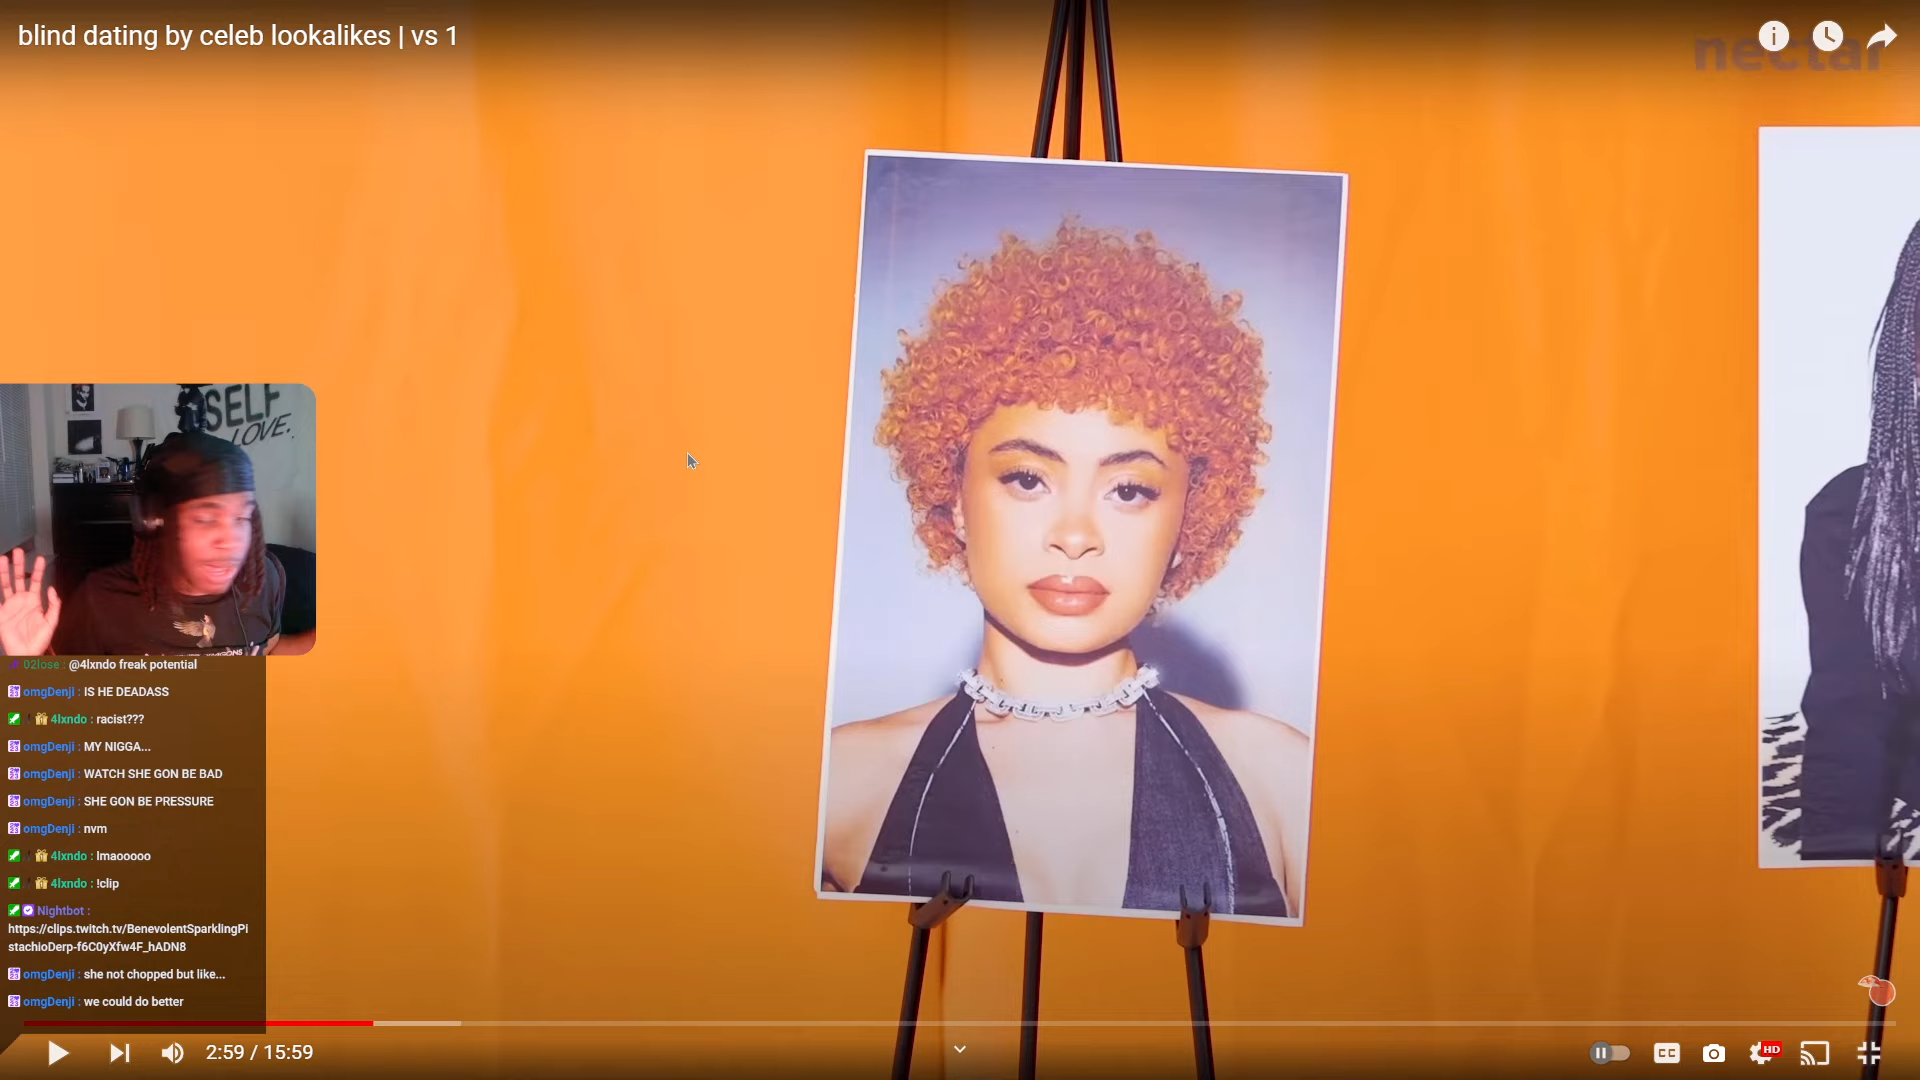 blind dating by celeb lookalikes | vs 1
nectar
SELF
LOVE.
02lose : @4lxndo freak potential
omgDenji : IS HE DEADASS
4lxndo : racist???
omgDenji : MY NIGGA...
omgDenji : WATCH SHE GON BE BAD
omgDenji : SHE GON BE PRESSURE
omgDenji : nvm
4lxndo : lmaooooo
4lxndo : !clip
Nightbot :
https://clips.twitch.tv/BenevolentSparklingPi
stachioDerp-f6C0yXfw4F_hADN8
omgDenji : she not chopped but like...
omgDenji : we could do better
2:59 / 15:59
CC
HD